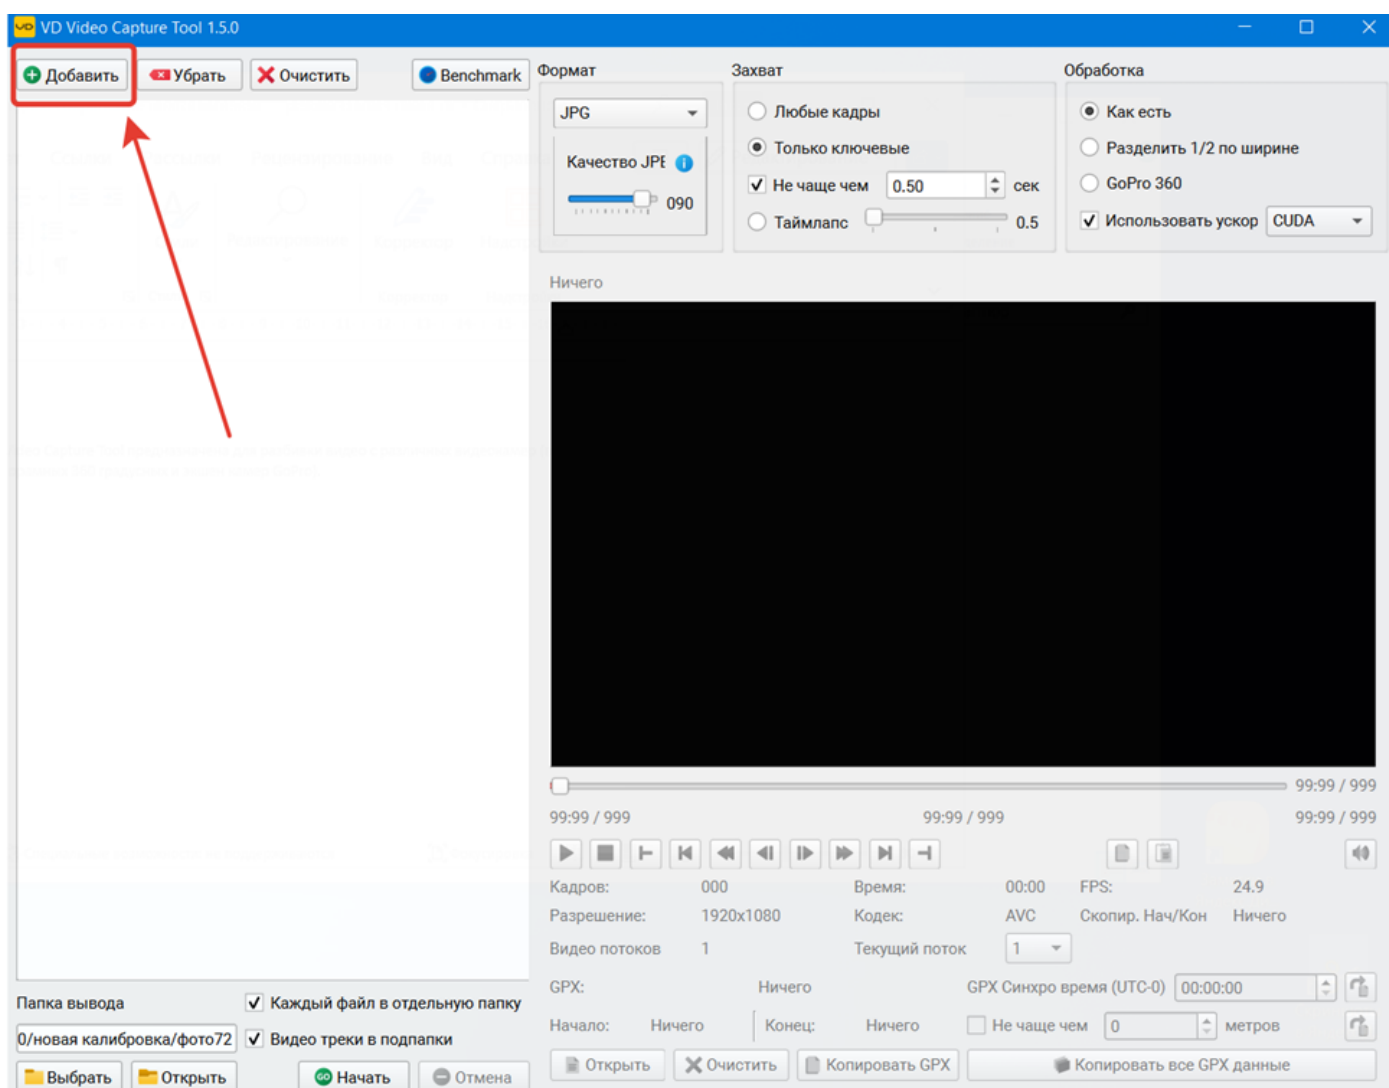 VD Video Capture Tool 1.5.0
Добавить Убрать Очистить Benchmark
Формат Захват Обработка
JPG
Качество JPE
090
Любые кадры
Только ключевые
Не чаще чем 0.50 сек
Таймлапс 0.5
Как есть
Разделить 1/2 по ширине
GoPro 360
Использовать ускор CUDA
Ничего
99:99 / 999
99:99 / 999 99:99 / 999 99:99 / 999
Кадров: 000 Время: 00:00 FPS: 24.9
Разрешение: 1920x1080 Кодек: AVC Скопир. Нач/Кон Ничего
Видео потоков 1 Текущий поток 1
GPX: Ничего GPX Синхро время (UTC-0) 00:00:00
Начало: Ничего Конец: Ничего Не чаще чем 0 метров
Открыть Очистить Копировать GPX Копировать все GPX данные
Папка вывода Каждый файл в отдельную папку
0/новая калибровка/фото72 Видео треки в подпапки
Выбрать Открыть GO Начать Отмена